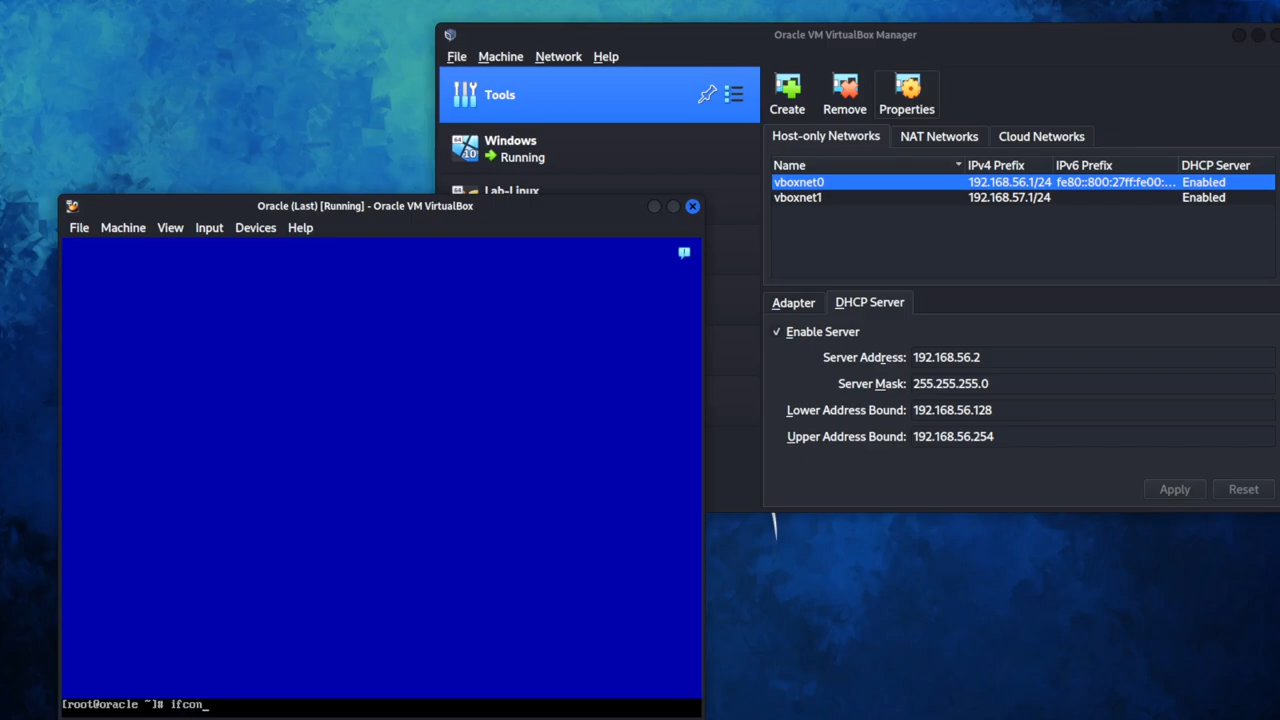 Oracle VM VirtualBox Manager
File Machine Network Help
Tools
Create Remove Properties
Windows
Running
Lab-Linux
Host-only Networks NAT Networks Cloud Networks
Name IPv4 Prefix IPv6 Prefix DHCP Server
vboxnet0 192.168.56.1/24 fe80::800:27ff:fe00:... Enabled
vboxnet1 192.168.57.1/24 Enabled
Adapter DHCP Server
Enable Server
Server Address: 192.168.56.2
Server Mask: 255.255.255.0
Lower Address Bound: 192.168.56.128
Upper Address Bound: 192.168.56.254
Apply Reset
Oracle (Last) [Running] - Oracle VM VirtualBox
File Machine View Input Devices Help
[root@oracle ~]# ifcon_